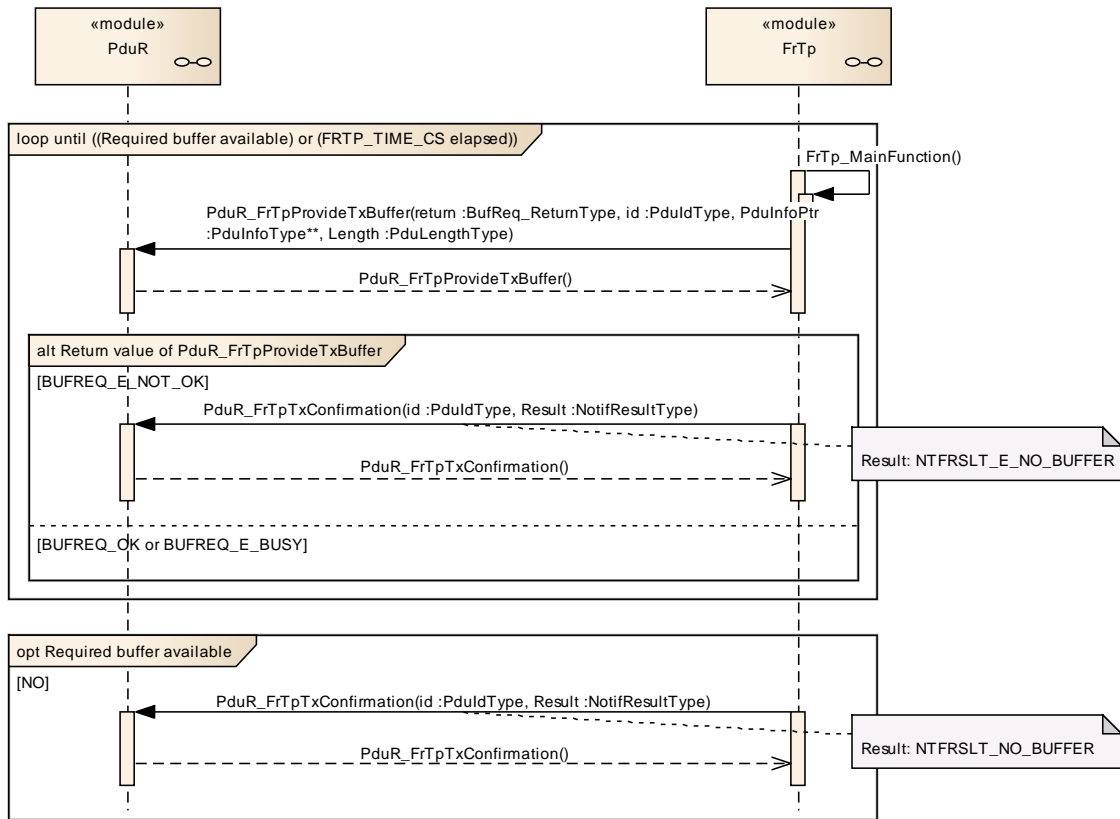 «module»
PduR
«module»
FrTp
loop until ((Required buffer available) or (FRTP_TIME_CS elapsed))
FrTp_MainFunction()
PduR_FrTpProvideTxBuffer(return :BufReq_ReturnType, id :PduIdType, PduInfoPtr
:PduInfoType**, Length :PduLengthType)
PduR_FrTpProvideTxBuffer()
alt Return value of PduR_FrTpProvideTxBuffer
[BUFREQ_E_NOT_OK]
PduR_FrTpTxConfirmation(id :PduIdType, Result :NotifResultType)
Result: NTFRSLT_E_NO_BUFFER
PduR_FrTpTxConfirmation()
[BUFREQ_OK or BUFREQ_E_BUSY]
opt Required buffer available
[NO]
PduR_FrTpTxConfirmation(id :PduIdType, Result :NotifResultType)
Result: NTFRSLT_NO_BUFFER
PduR_FrTpTxConfirmation()